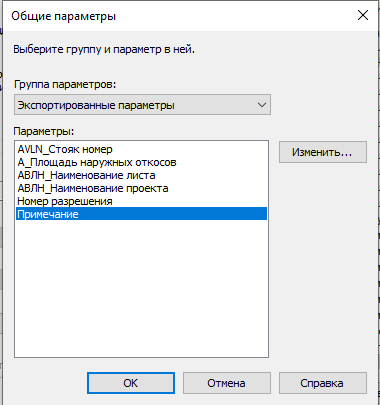 Общие параметры
Выберите группу и параметр в ней.
Группа параметров:
Экспортированные параметры
Параметры:
AVLN_Стояк номер
А_Площадь наружных откосов
АВЛН_Наименование листа
АВЛН_Наименование проекта
Номер разрешения
Примечание
Изменить...
ОК
Отмена
Справка